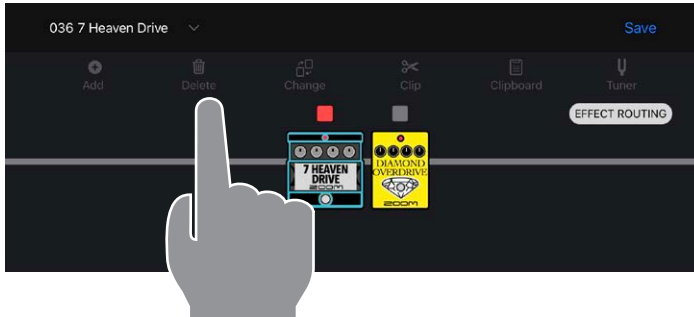 036 7 Heaven Drive
Save
Add
Delete
Change
Clip
Clipboard
Tuner
EFFECT ROUTING
7 HEAVEN
DRIVE
ZOOM
DIAMOND
OVERDRIVE
ZOOM